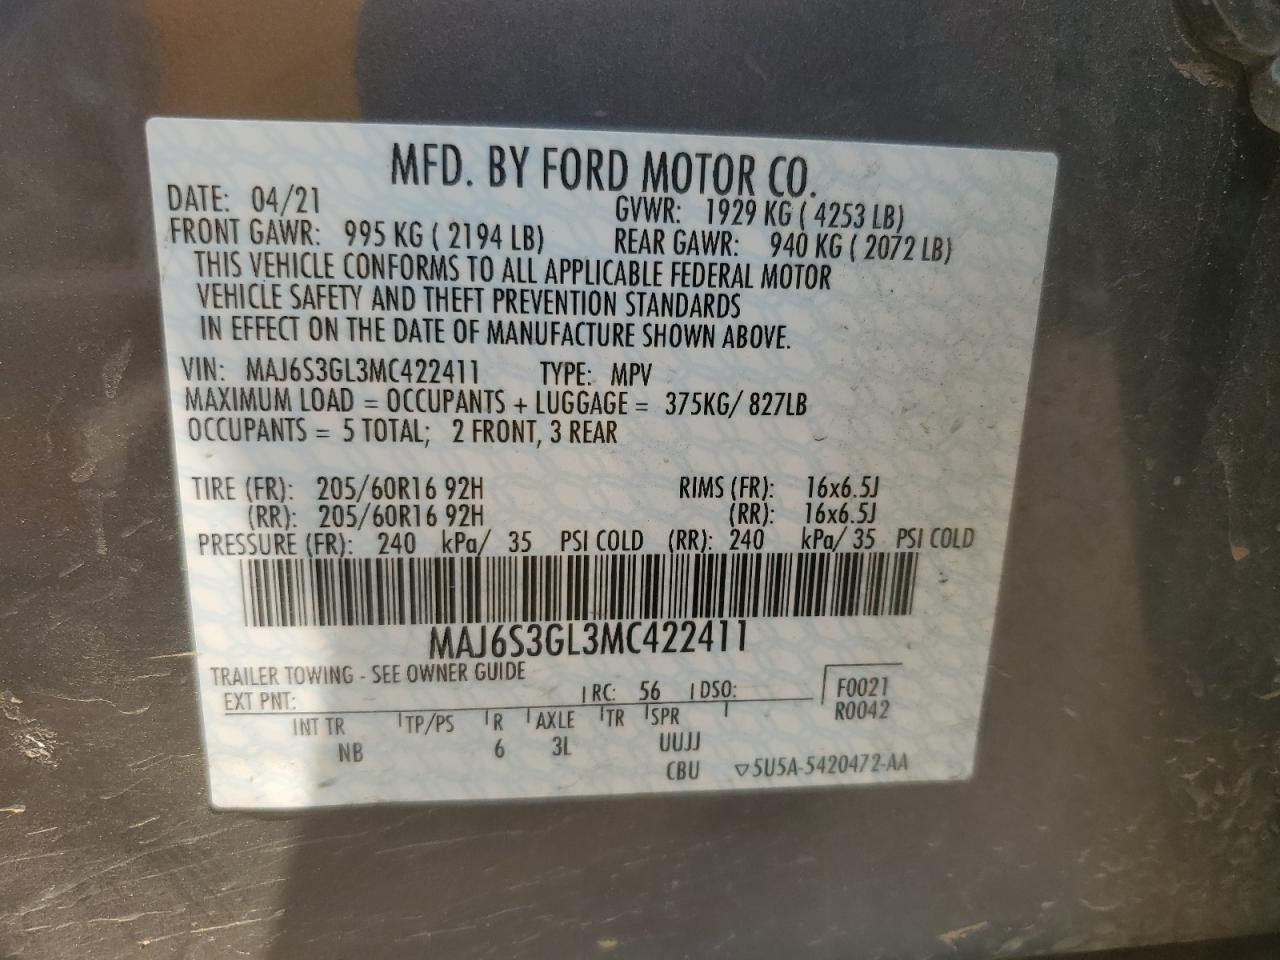 MFD. BY FORD MOTOR CO.
DATE: 04/21 GVWR: 1929 KG ( 4253 LB)
FRONT GAWR: 995 KG ( 2194 LB) REAR GAWR: 940 KG ( 2072 LB)
THIS VEHICLE CONFORMS TO ALL APPLICABLE FEDERAL MOTOR
VEHICLE SAFETY AND THEFT PREVENTION STANDARDS
IN EFFECT ON THE DATE OF MANUFACTURE SHOWN ABOVE.
VIN: MAJ6S3GL3MC422411 TYPE: MPV
MAXIMUM LOAD = OCCUPANTS + LUGGAGE = 375KG/ 827LB
OCCUPANTS = 5 TOTAL; 2 FRONT, 3 REAR
TIRE (FR): 205/60R16 92H RIMS (FR): 16x6.5J
(RR): 205/60R16 92H (RR): 16x6.5J
PRESSURE (FR): 240 kPa/ 35 PSI COLD (RR): 240 kPa/ 35 PSI COLD
MAJ6S3GL3MC422411
TRAILER TOWING - SEE OWNER GUIDE
EXT PNT: RC: 56 DSO: F0021
INT TR TP/PS R AXLE TR SPR R0042
NB 6 3L UUJJ
CBU ▽5U5A-5420472-AA